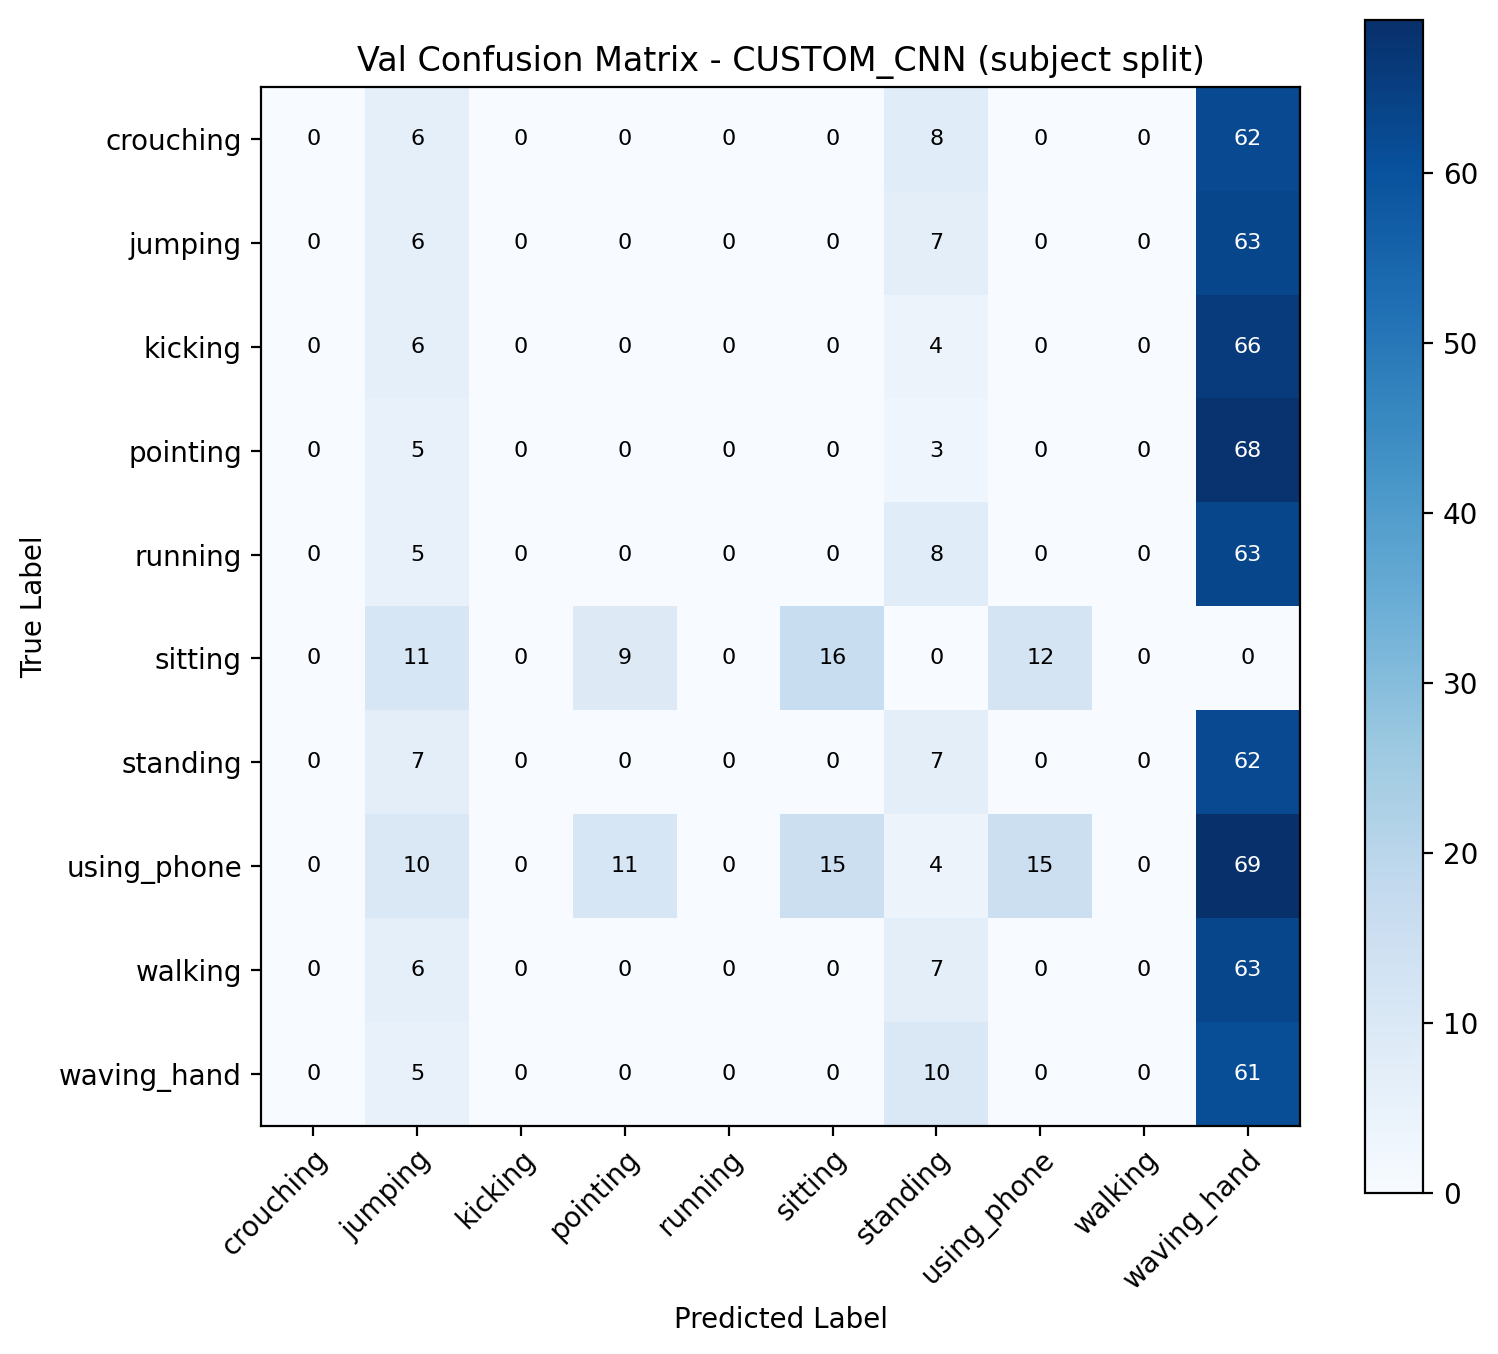 Val Confusion Matrix - CUSTOM_CNN (subject split)
True Label
crouching 0 6 0 0 0 0 8 0 0 62
jumping 0 6 0 0 0 0 7 0 0 63
kicking 0 6 0 0 0 0 4 0 0 66
pointing 0 5 0 0 0 0 3 0 0 68
running 0 5 0 0 0 0 8 0 0 63
sitting 0 11 0 9 0 16 0 12 0 0
standing 0 7 0 0 0 0 7 0 0 62
using_phone 0 10 0 11 0 15 4 15 0 69
walking 0 6 0 0 0 0 7 0 0 63
waving_hand 0 5 0 0 0 0 10 0 0 61
crouching jumping kicking pointing running sitting standing using_phone walking waving_hand
Predicted Label
60
50
40
30
20
10
0